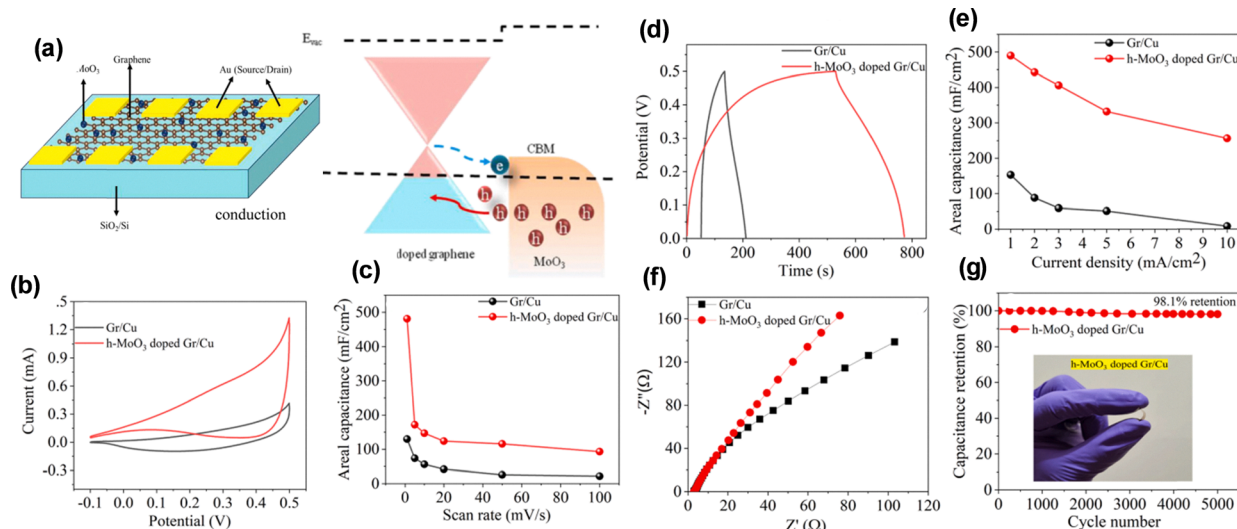 (a)
Graphene
Au (Source/Drain)
SiO2/Si
conduction
Evac
CBM
e
h
h
h
h
h
h
h
h
h
doped graphene
MoO3
(b)
Gr/Cu
h-MoO3 doped Gr/Cu
Current (mA)
1.2
0.9
0.6
0.3
0.0
-0.3
-0.1
0.0
0.1
0.2
0.3
0.4
0.5
Potential (V)
(c)
Gr/Cu
h-MoO3 doped Gr/Cu
Areal capacitance (mF/cm2)
500
400
300
200
100
0
0
20
40
60
80
100
Scan rate (mV/s)
(d)
Gr/Cu
h-MoO3 doped Gr/Cu
Potential (V)
0.5
0.4
0.3
0.2
0.1
0.0
0
200
400
600
800
Time (s)
(e)
Gr/Cu
h-MoO3 doped Gr/Cu
Areal capacitance (mF/cm2)
500
400
300
200
100
0
1
2
3
4
5
6
7
8
9
10
Current density (mA/cm2)
(f)
Gr/Cu
h-MoO3 doped Gr/Cu
-Z''(Ω)
160
120
80
40
0
0
20
40
60
80
100
120
Z' (Ω)
(g)
98.1% retention
h-MoO3 doped Gr/Cu
h-MoO3 doped Gr/Cu
Capacitance retention (%)
100
80
60
40
20
0
0
1000
2000
3000
4000
5000
Cycle number